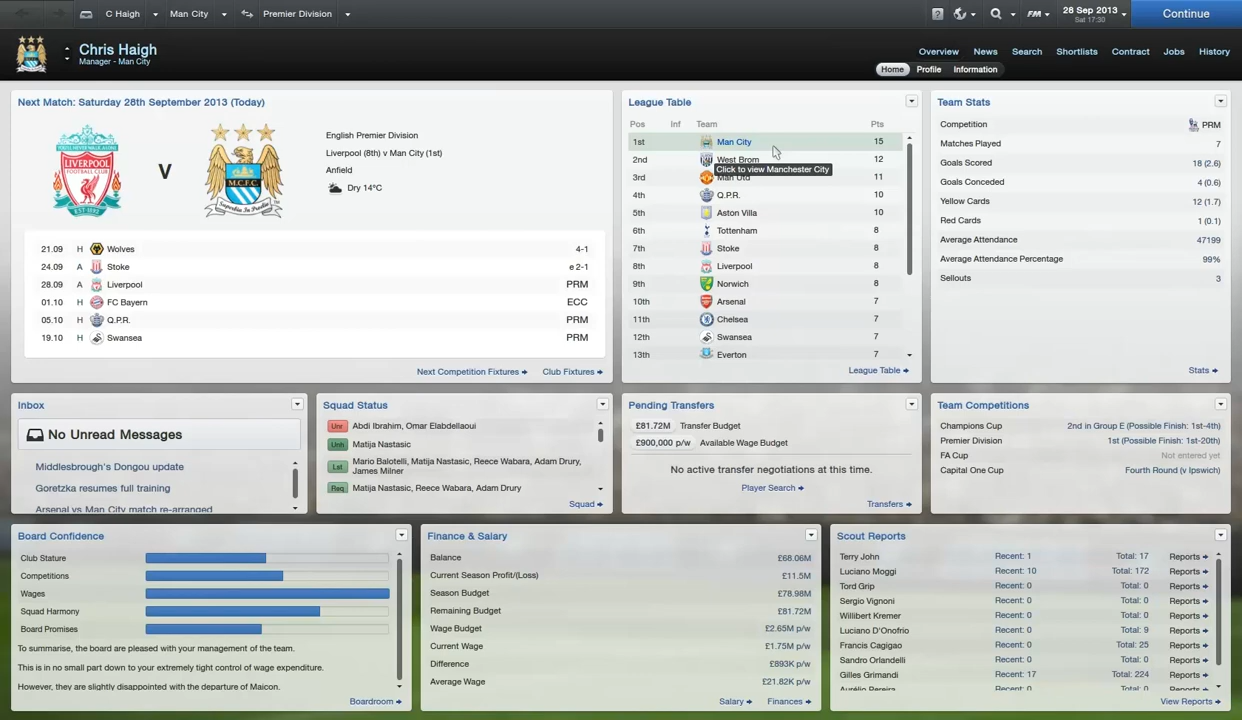 C Haigh
Man City
Premier Division
?
FM
28 Sep 2013
Sat 17:30
Continue
Chris Haigh
Manager - Man City
Overview News Search Shortlists Contract Jobs History
Home Profile Information
Next Match: Saturday 28th September 2013 (Today)
LIVERPOOL
FOOTBALL CLUB
V
M.C.F.C.
English Premier Division
Liverpool (8th) v Man City (1st)
Anfield
Dry 14°C
21.09 H Wolves 4-1
24.09 A Stoke e 2-1
28.09 A Liverpool PRM
01.10 H FC Bayern ECC
05.10 H Q.P.R. PRM
19.10 H Swansea PRM
Next Competition Fixtures
Club Fixtures
League Table
Pos Inf Team Pts
1st Man City 15
2nd West Brom 12
Click to view Manchester City
3rd Man Utd 11
4th Q.P.R. 10
5th Aston Villa 10
6th Tottenham 8
7th Stoke 8
8th Liverpool 8
9th Norwich 8
10th Arsenal 7
11th Chelsea 7
12th Swansea 7
13th Everton 7
League Table
Team Stats
Competition PRM
Matches Played 7
Goals Scored 18 (2.6)
Goals Conceded 4 (0.6)
Yellow Cards 12 (1.7)
Red Cards 1 (0.1)
Average Attendance 47199
Average Attendance Percentage 99%
Sellouts 3
Stats
Inbox
No Unread Messages
Middlesbrough's Dongou update
Goretzka resumes full training
Arsenal vs Man City match re-arranged
Squad Status
Unr Abdi Ibrahim, Omar Elabdellaoui
Unh Matija Nastasic
Lst Mario Balotelli, Matija Nastasic, Reece Wabara, Adam Drury,
James Milner
Req Matija Nastasic, Reece Wabara, Adam Drury
Squad
Pending Transfers
£81.72M Transfer Budget
£900,000 p/w Available Wage Budget
No active transfer negotiations at this time.
Player Search
Transfers
Team Competitions
Champions Cup 2nd in Group E (Possible Finish: 1st-4th)
Premier Division 1st (Possible Finish: 1st-20th)
FA Cup Not entered yet
Capital One Cup Fourth Round (v Ipswich)
Board Confidence
Club Stature
Competitions
Wages
Squad Harmony
Board Promises
To summarise, the board are pleased with your management of the team.
This is in no small part down to your extremely tight control of wage expenditure.
However, they are slightly disappointed with the departure of Maicon.
Boardroom
Finance & Salary
Balance £68.06M
Current Season Profit/(Loss) £11.5M
Season Budget £78.98M
Remaining Budget £81.72M
Wage Budget £2.65M p/w
Current Wage £1.75M p/w
Difference £893K p/w
Average Wage £21.82K p/w
Salary
Finances
Scout Reports
Terry John Recent: 1 Total: 17 Reports
Luciano Moggi Recent: 10 Total: 172 Reports
Tord Grip Recent: 0 Total: 0 Reports
Sergio Vignoni Recent: 0 Total: 0 Reports
Willibert Kremer Recent: 0 Total: 0 Reports
Luciano D'Onofrio Recent: 0 Total: 9 Reports
Francis Cagigao Recent: 0 Total: 25 Reports
Sandro Orlandelli Recent: 0 Total: 0 Reports
Gilles Grimandi Recent: 17 Total: 224 Reports
Aurélio Pereira Recent: 0 Total: 0 Reports
View Reports